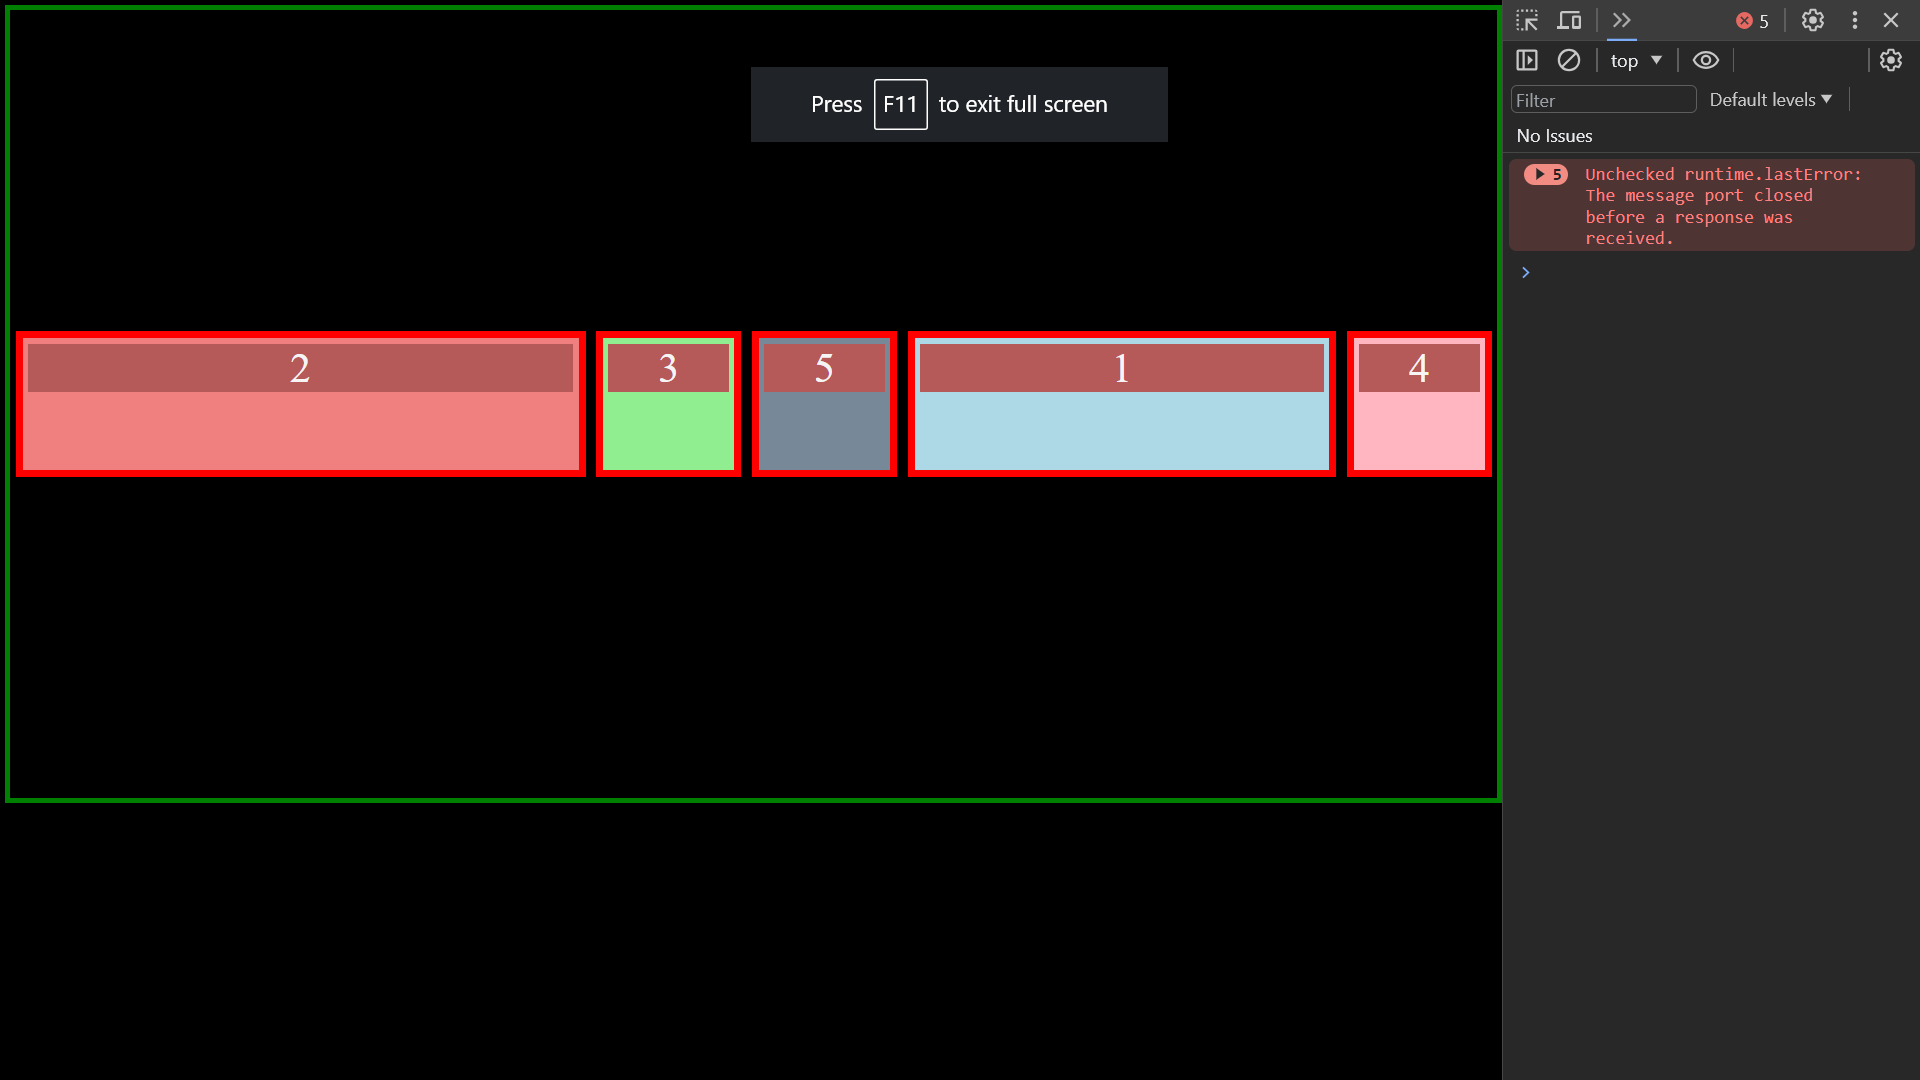 Press F11 to exit full screen
2 3 5 1 4
5
top
Filter Default levels
No Issues
5 Unchecked runtime.lastError:
The message port closed
before a response was
received.